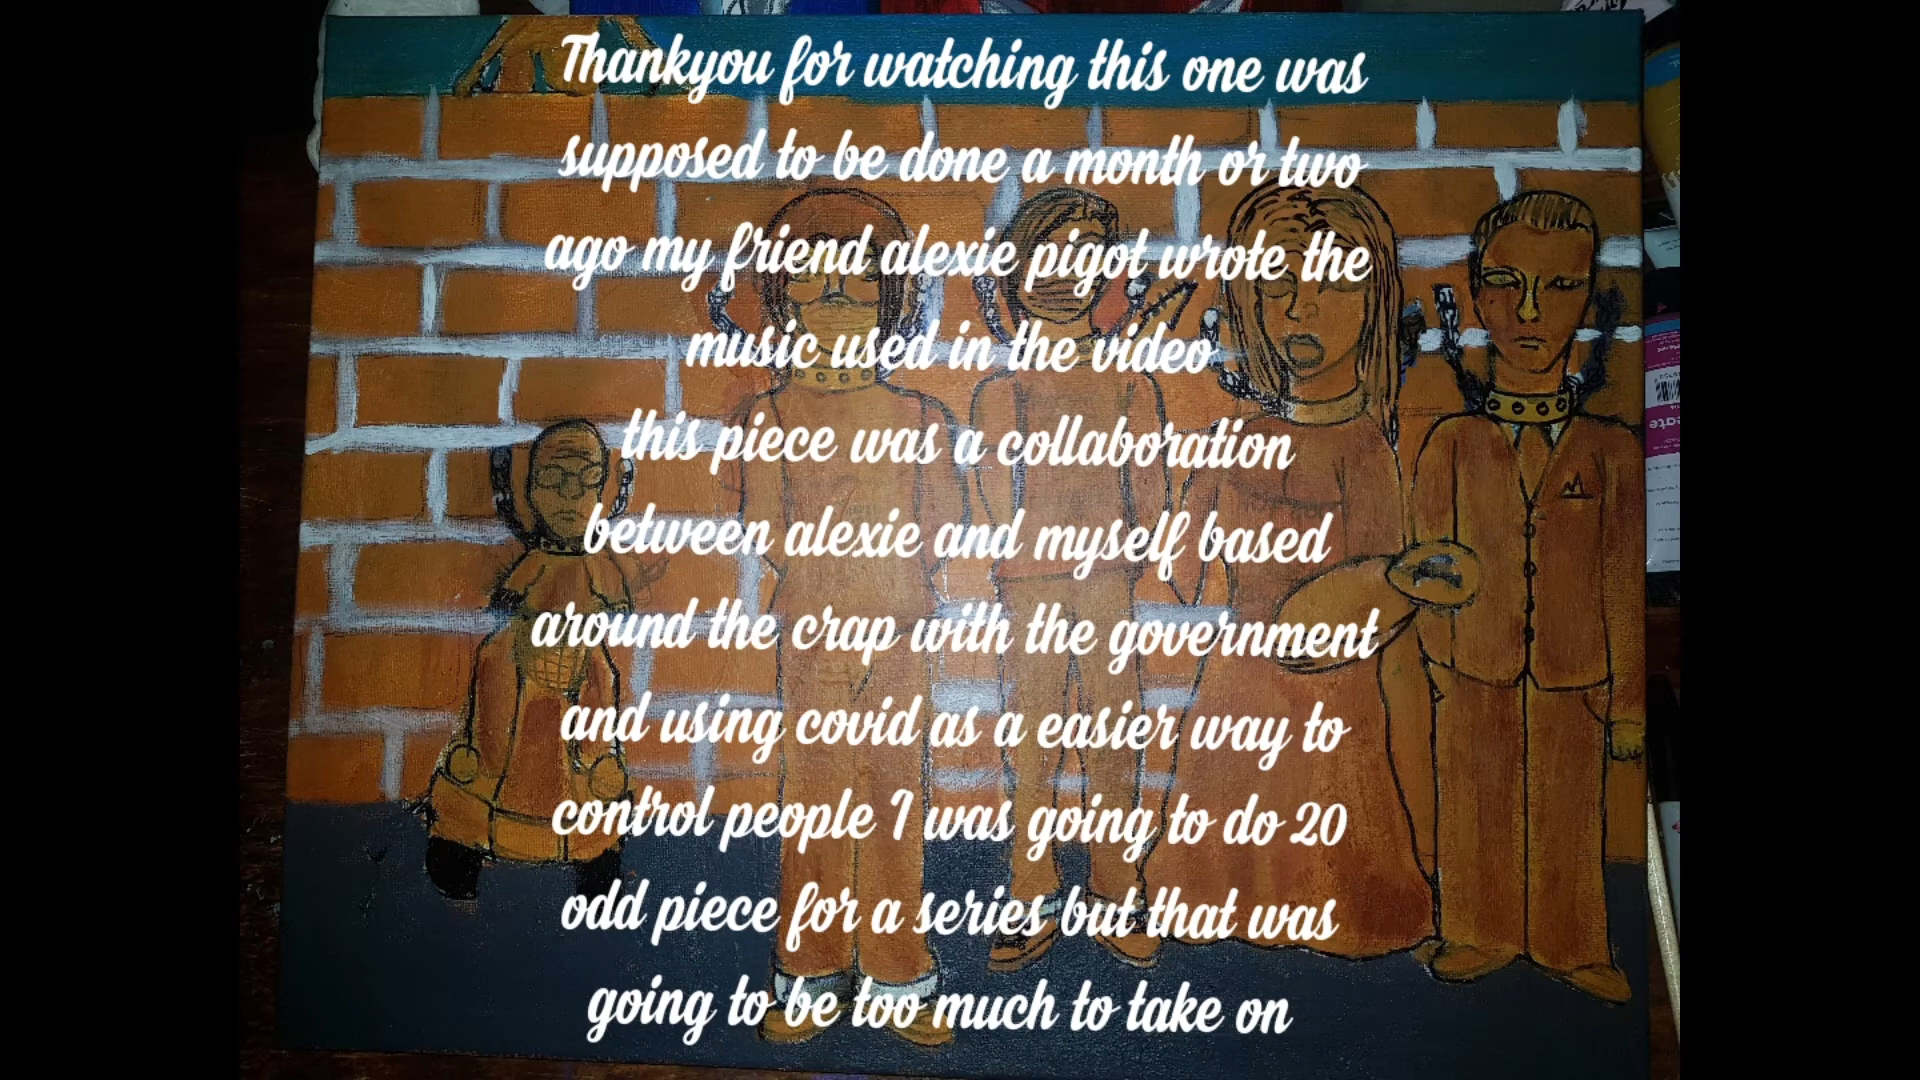 Thankyou for watching this one was
supposed to be done a month or two
ago my friend alexie pigot wrote the
music used in the video
this piece was a collaboration
between alexie and myself based
around the crap with the government
and using covid as a easier way to
control people I was going to do 20
odd piece for a series but that was
going to be too much to take on